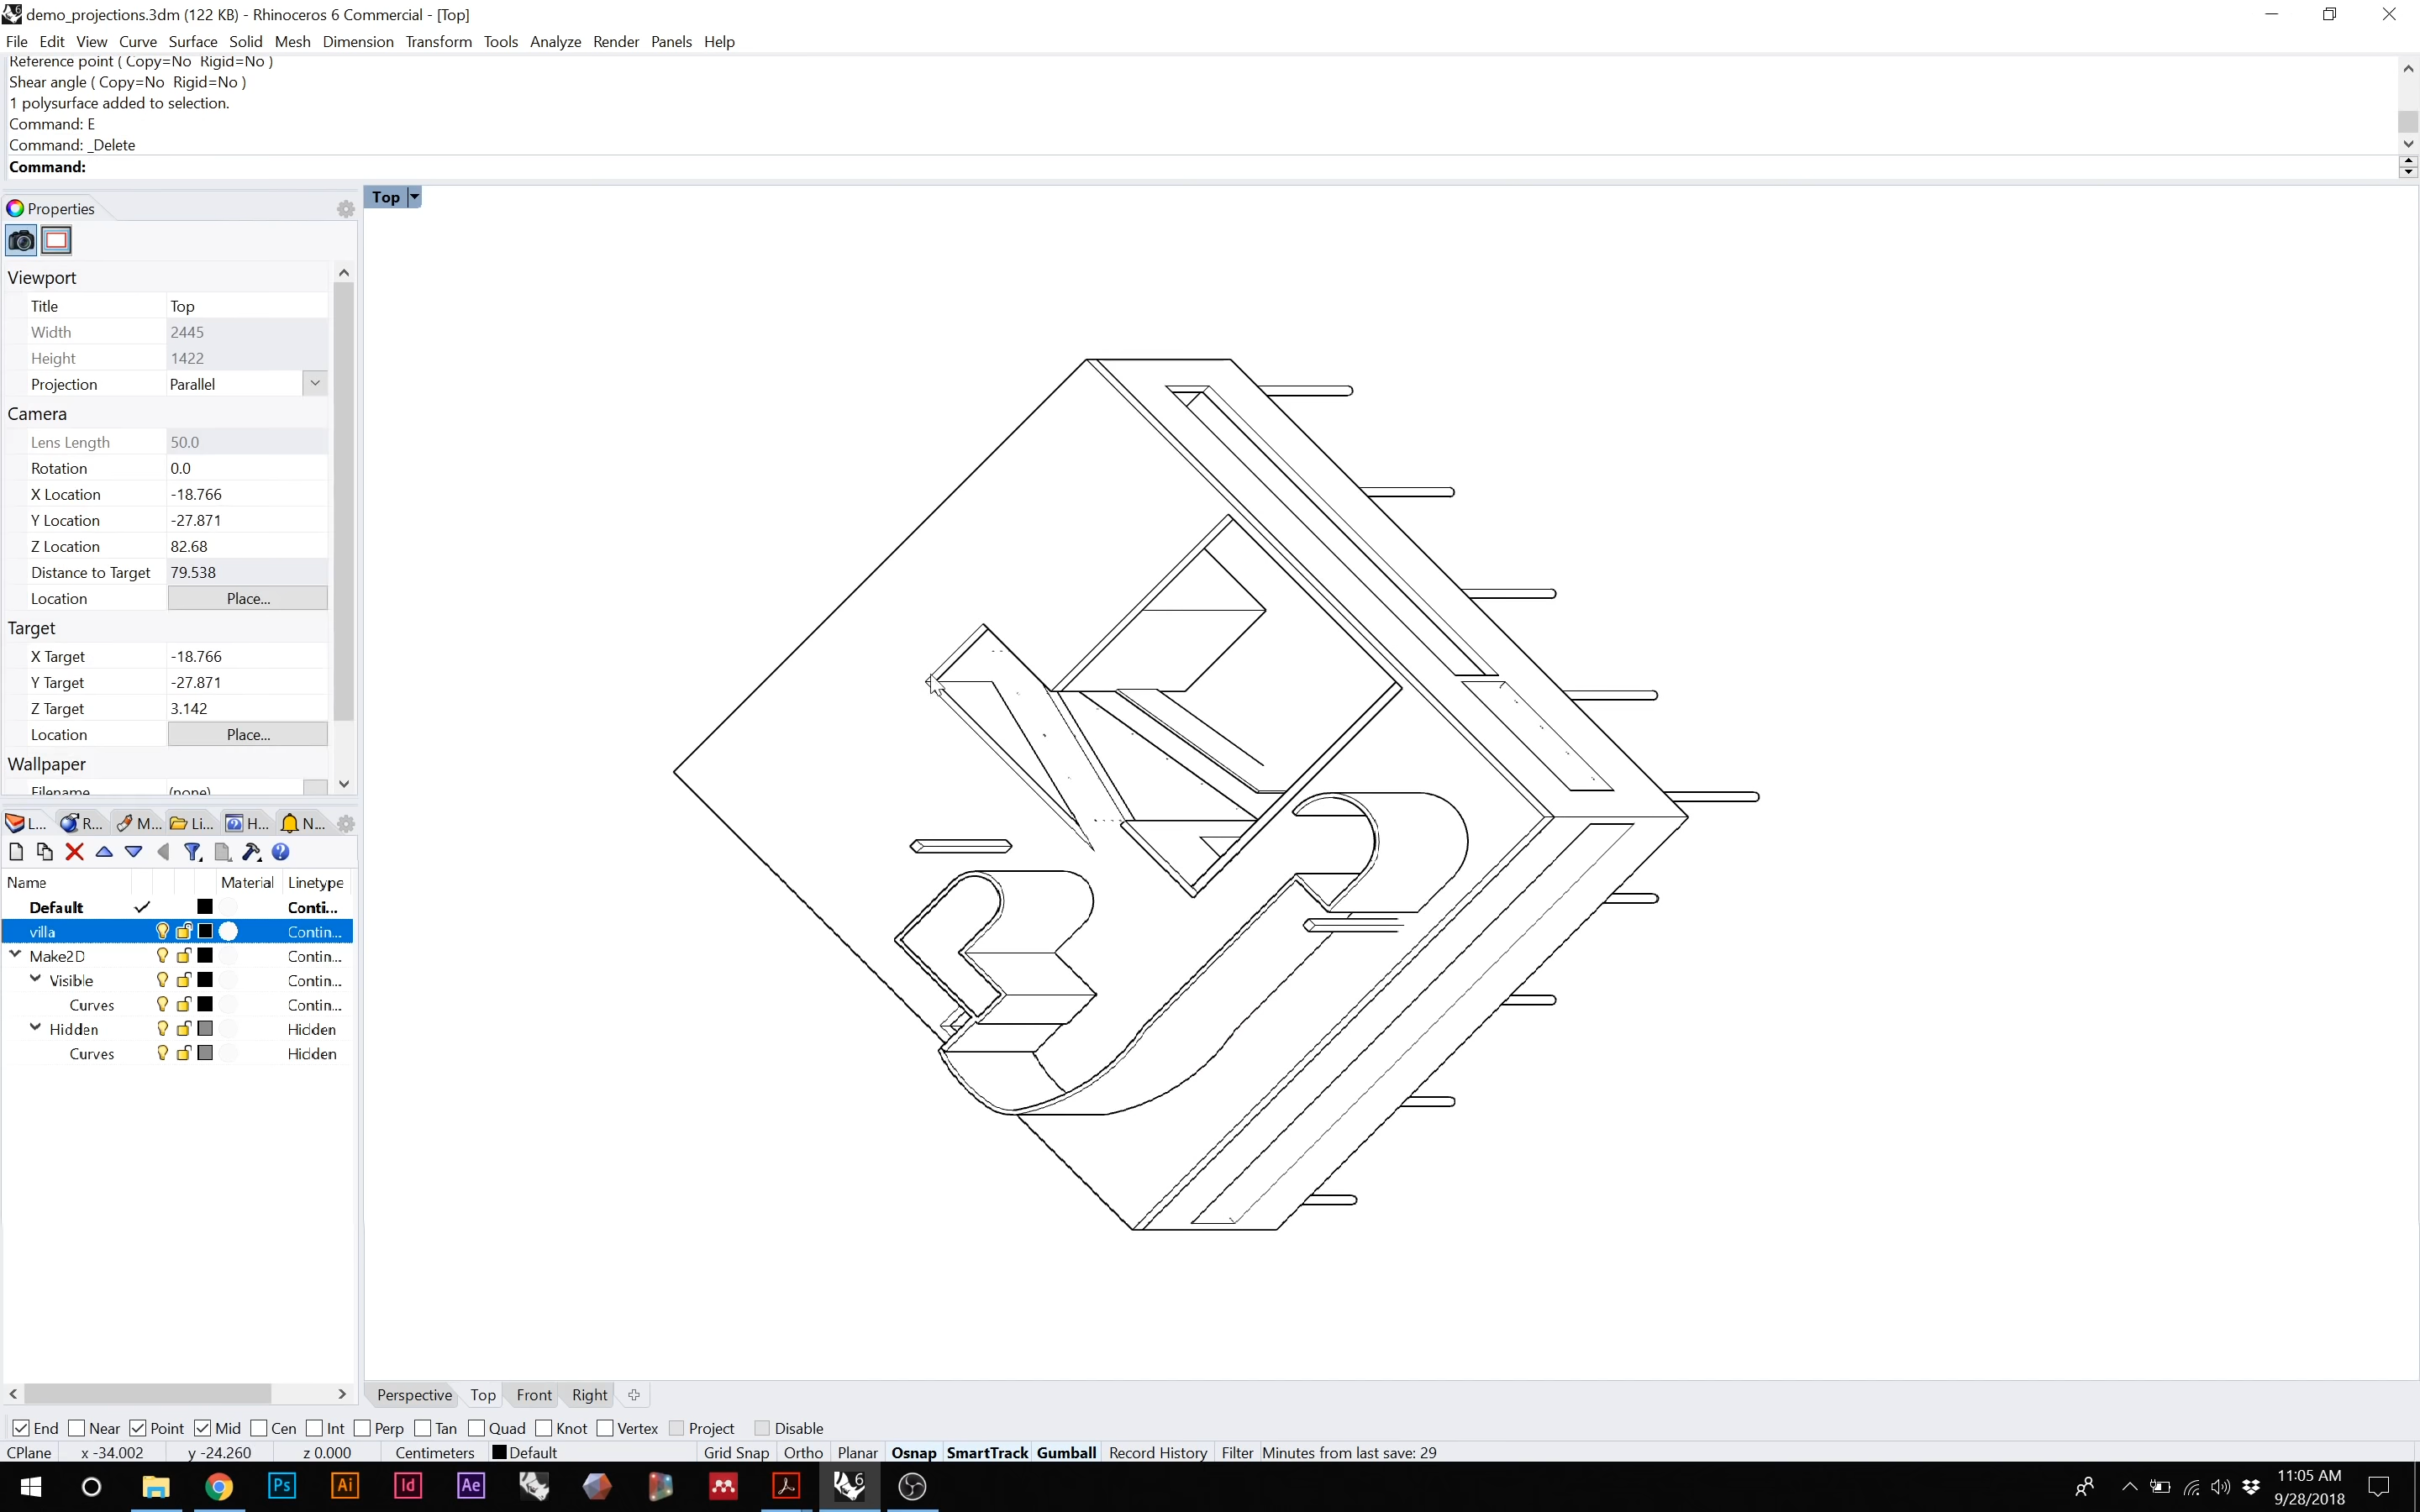 demo_projections.3dm (122 KB) - Rhinoceros 6 Commercial - [Top]
File Edit View Curve Surface Solid Mesh Dimension Transform Tools Analyze Render Panels Help
Reference point ( Copy=No Rigid=No )
Shear angle ( Copy=No Rigid=No )
1 polysurface added to selection.
Command: E
Command: _Delete
Command:
Properties
Top
Viewport
Title Top
Width 2445
Height 1422
Projection Parallel
Camera
Lens Length 50.0
Rotation 0.0
X Location -18.766
Y Location -27.871
Z Location 82.68
Distance to Target 79.538
Location Place...
Target
X Target -18.766
Y Target -27.871
Z Target 3.142
Location Place...
Wallpaper
Filename (none)
L... R... M... Li... H... N...
Name Material Linetype
Default Conti...
villa Contin...
Make2D Contin...
Visible Contin...
Curves Contin...
Hidden Hidden
Curves Hidden
Perspective Top Front Right
End Near Point Mid Cen Int Perp Tan Quad Knot Vertex Project Disable
CPlane x -34.002 y -24.260 z 0.000 Centimeters Default Grid Snap Ortho Planar Osnap SmartTrack Gumball Record History Filter Minutes from last save: 29
Ps Ai Id Ae 6
11:05 AM
9/28/2018